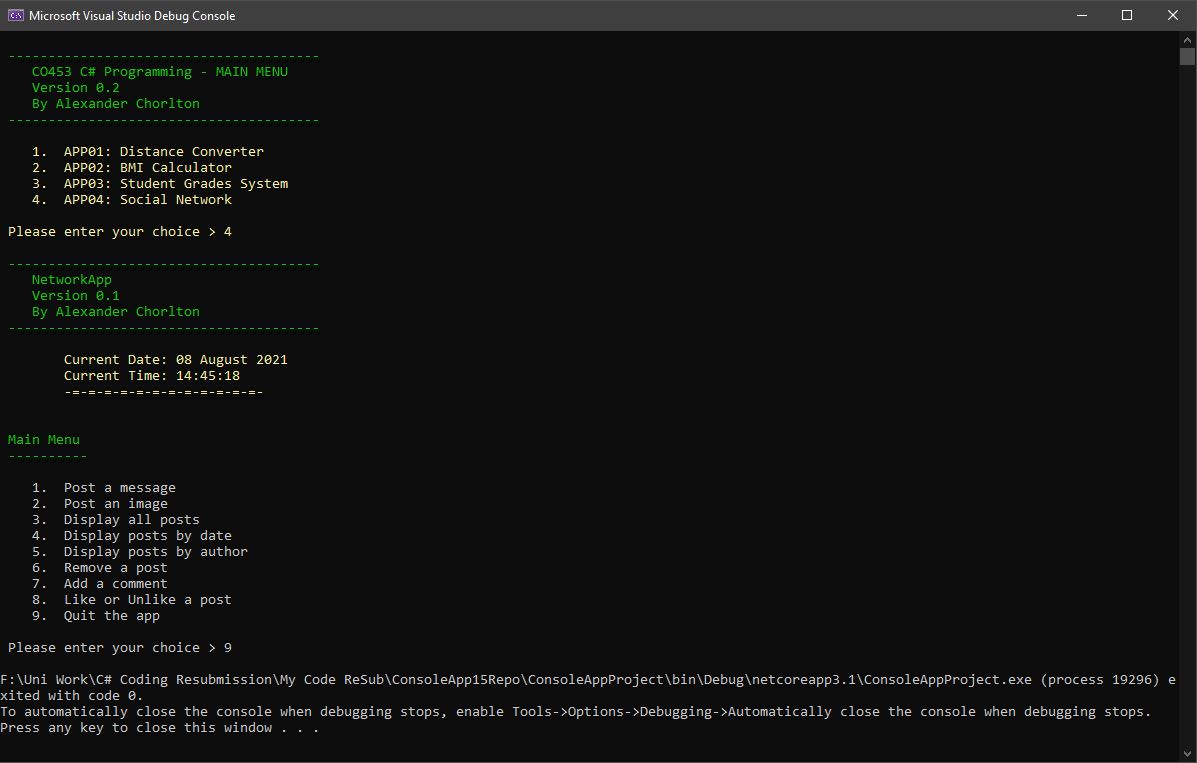 Microsoft Visual Studio Debug Console
---------------------------------------
CO453 C# Programming - MAIN MENU
Version 0.2
By Alexander Chorlton
---------------------------------------
1. APP01: Distance Converter
2. APP02: BMI Calculator
3. APP03: Student Grades System
4. APP04: Social Network
Please enter your choice > 4
---------------------------------------
NetworkApp
Version 0.1
By Alexander Chorlton
---------------------------------------
Current Date: 08 August 2021
Current Time: 14:45:18
-=-=-=-=-=-=-=-=-=-=-=-=-
Main Menu
----------
1. Post a message
2. Post an image
3. Display all posts
4. Display posts by date
5. Display posts by author
6. Remove a post
7. Add a comment
8. Like or Unlike a post
9. Quit the app
Please enter your choice > 9
F:\Uni Work\C# Coding Resubmission\My Code ReSub\ConsoleApp15Repo\ConsoleAppProject\bin\Debug\netcoreapp3.1\ConsoleAppProject.exe (process 19296) e
xited with code 0.
To automatically close the console when debugging stops, enable Tools->Options->Debugging->Automatically close the console when debugging stops.
Press any key to close this window . . .